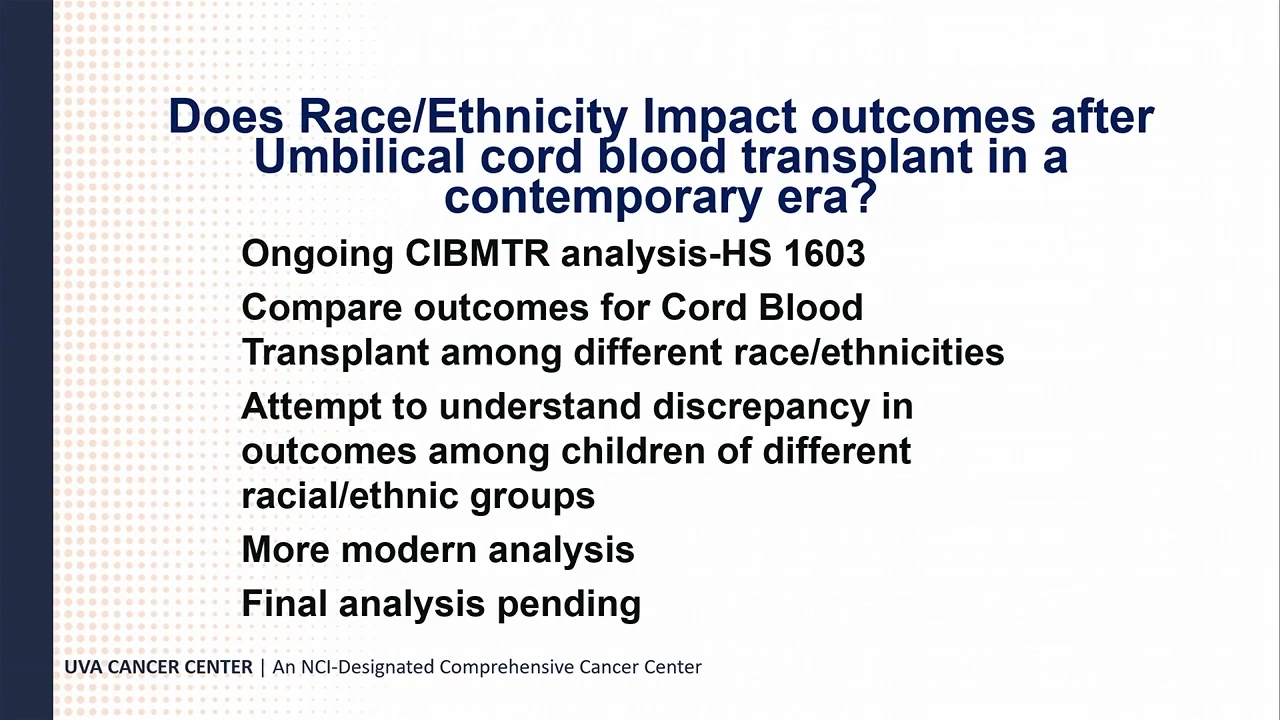 Does Race/Ethnicity Impact outcomes after
Umbilical cord blood transplant in a
contemporary era?
Ongoing CIBMTR analysis-HS 1603
Compare outcomes for Cord Blood
Transplant among different race/ethnicities
Attempt to understand discrepancy in
outcomes among children of different
racial/ethnic groups
More modern analysis
Final analysis pending
UVA CANCER CENTER | An NCI-Designated Comprehensive Cancer Center